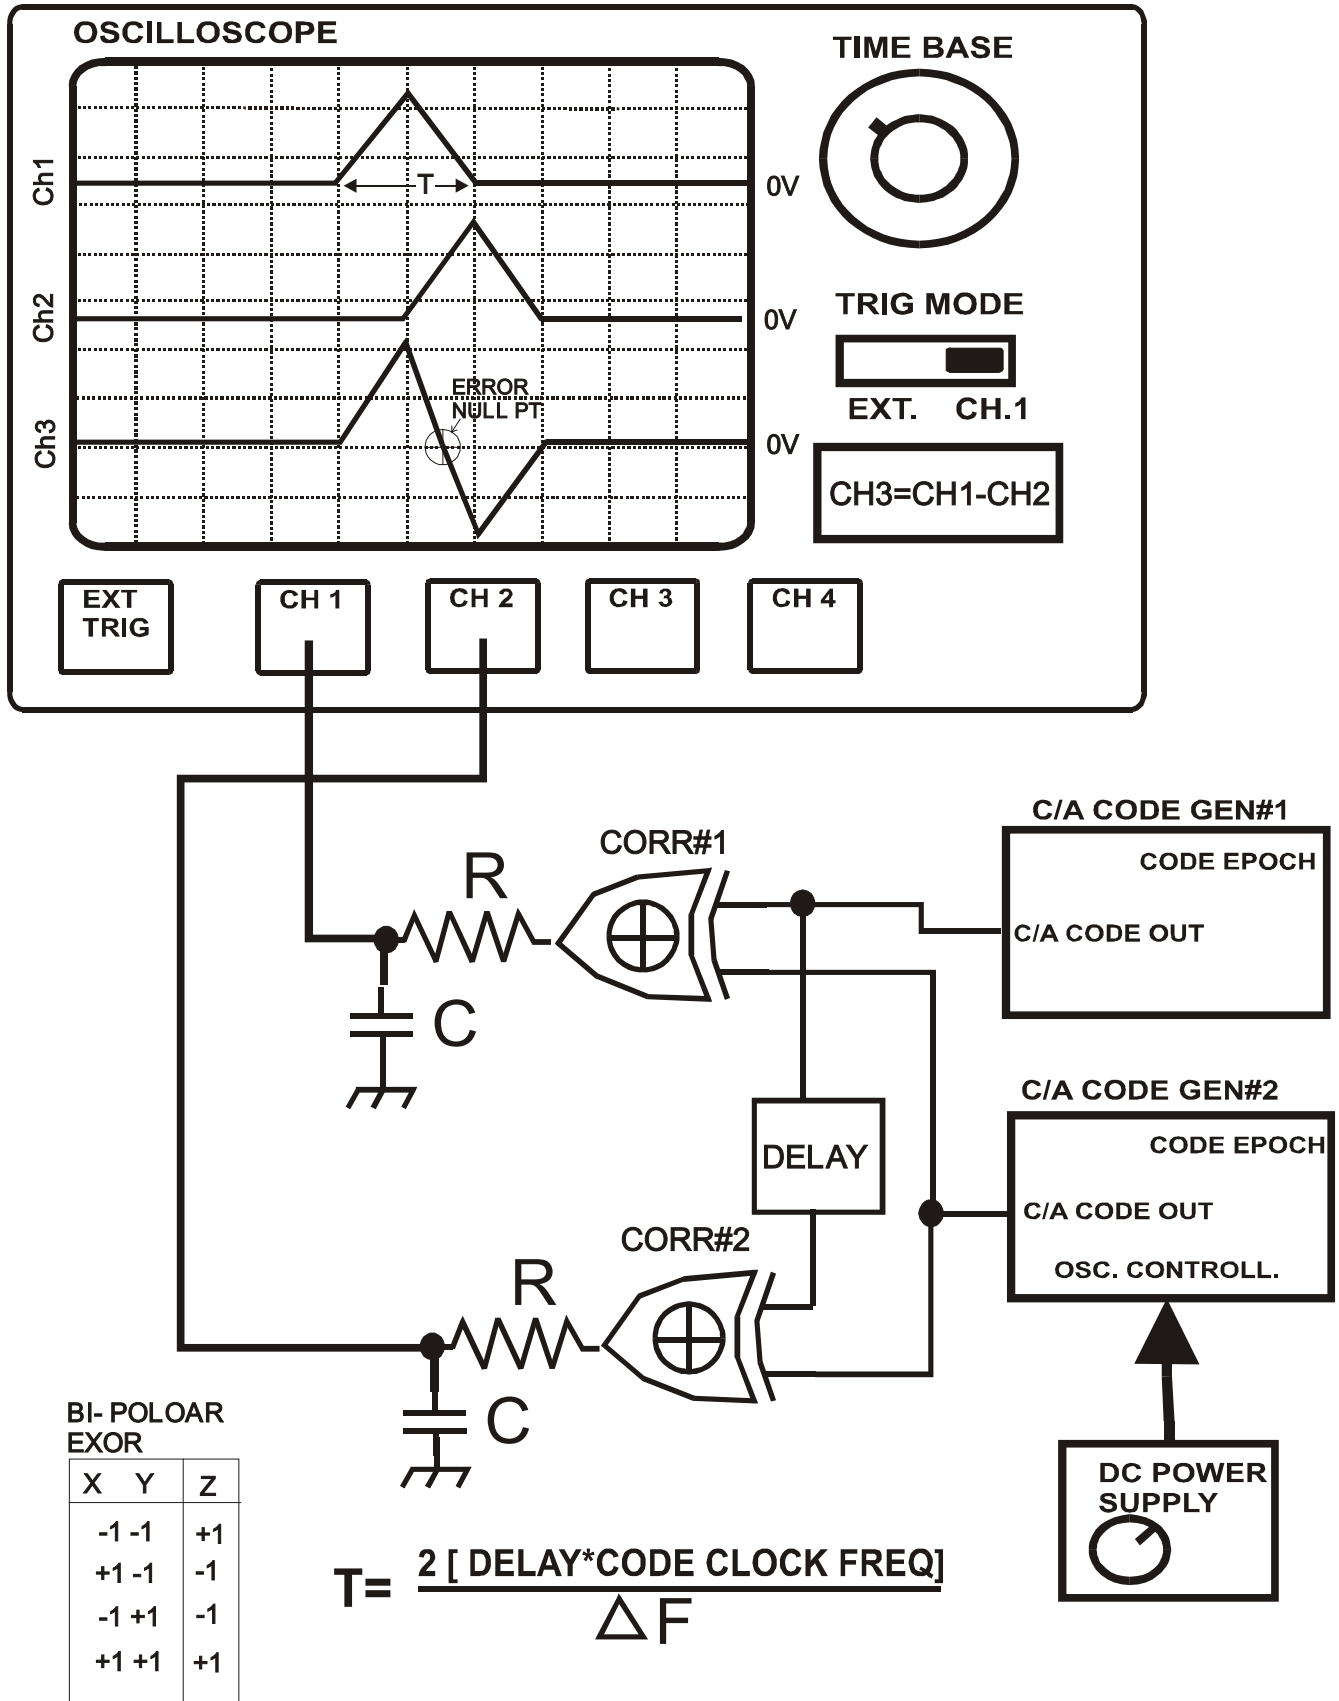 OSCILLOSCOPE
TIME BASE
Ch1
T
0V
Ch2
0V
TRIG MODE
EXT. CH.1
ERROR
NULL PT
Ch3
0V
CH3=CH1-CH2
EXT
TRIG
CH 1
CH 2
CH 3
CH 4
C/A CODE GEN#1
CODE EPOCH
C/A CODE OUT
CORR#1
R
C
C/A CODE GEN#2
CODE EPOCH
C/A CODE OUT
OSC. CONTROLL.
DELAY
CORR#2
R
C
DC POWER
SUPPLY
BI- POLOAR
EXOR
X Y Z
-1 -1 +1
+1 -1 -1
-1 +1 -1
+1 +1 +1
T= 2 [ DELAY*CODE CLOCK FREQ]
△ F